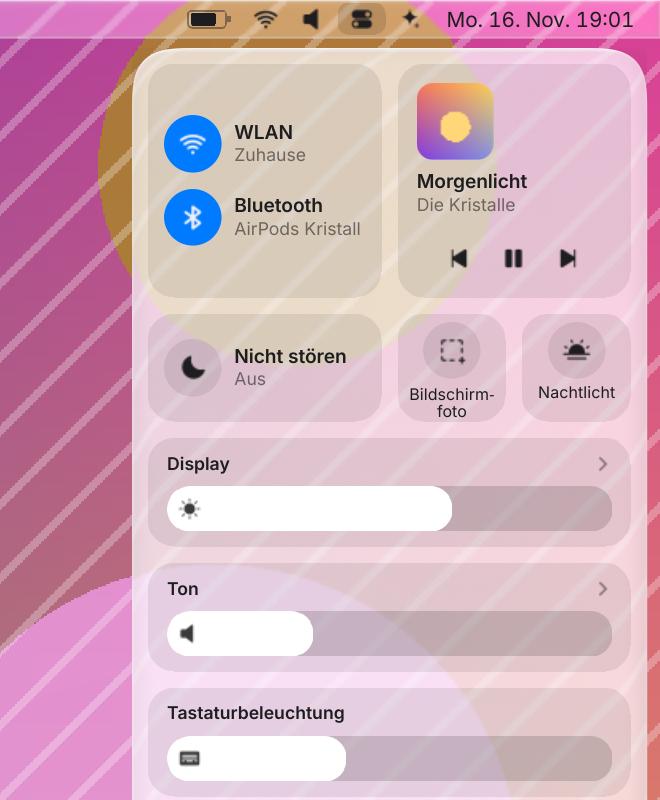 Mo. 16. Nov. 19:01
WLAN
Zuhause
Bluetooth
AirPods Kristall
Morgenlicht
Die Kristalle
Nicht stören
Aus
Bildschirm-
foto
Nachtlicht
Display
Ton
Tastaturbeleuchtung